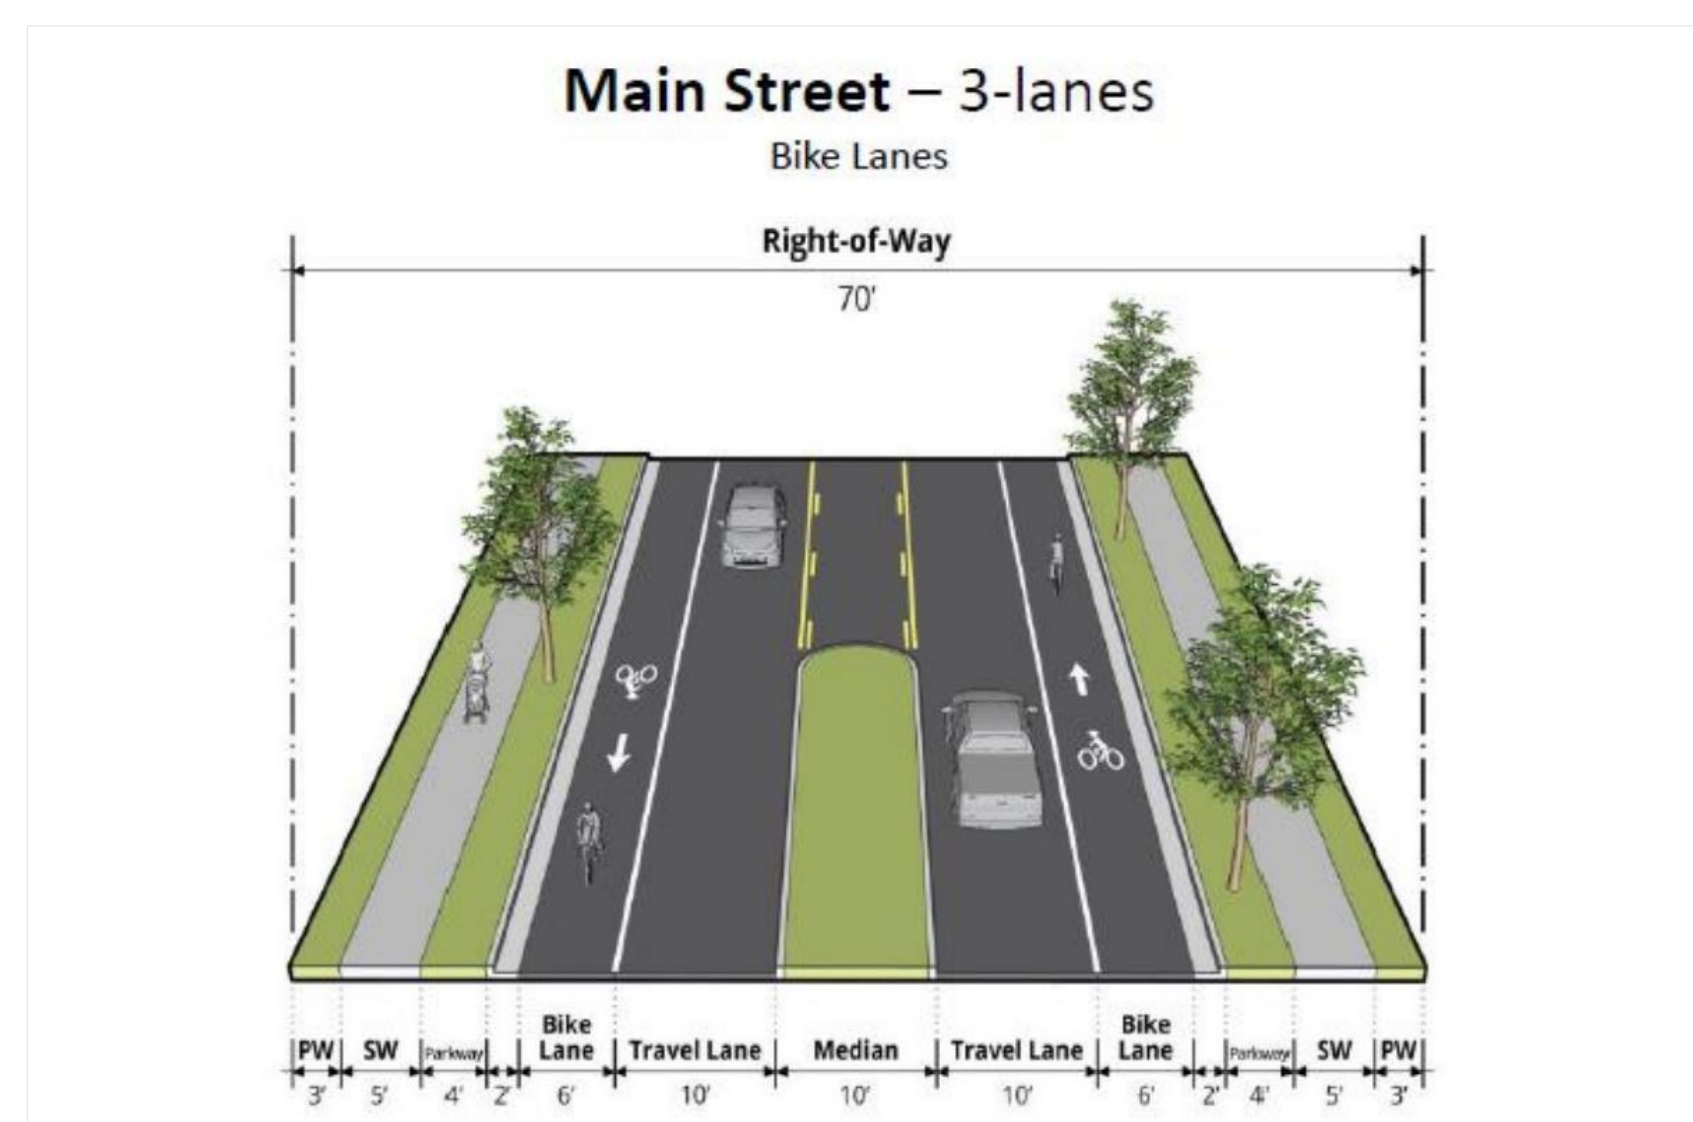 Main Street – 3-lanes
Bike Lanes
Right-of-Way
70'
Bike
Bike
PW SW Parkway Lane Travel Lane Median Travel Lane Lane Parkway SW PW
3' 5' 4' 2' 6' 10' 10' 10' 6' 2' 4' 5' 3'